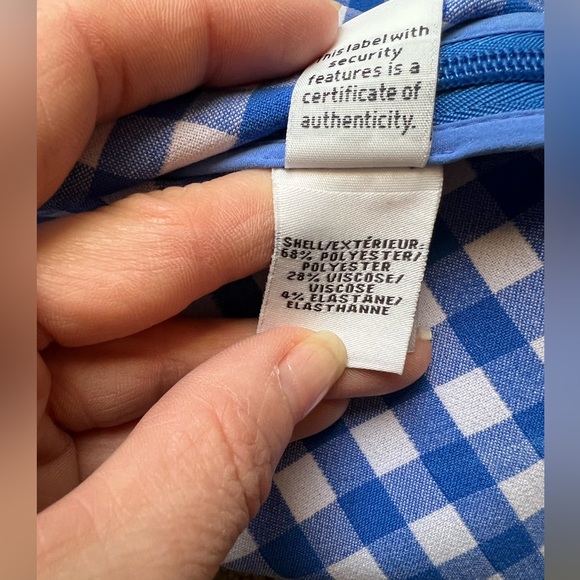 this label with
security
features is a
certificate of
authenticity.
SHELL/EXTÉRIEUR:
68% POLYESTER/
POLYESTER
28% VISCOSE/
VISCOSE
4% ELASTANE/
ELASTHANNE